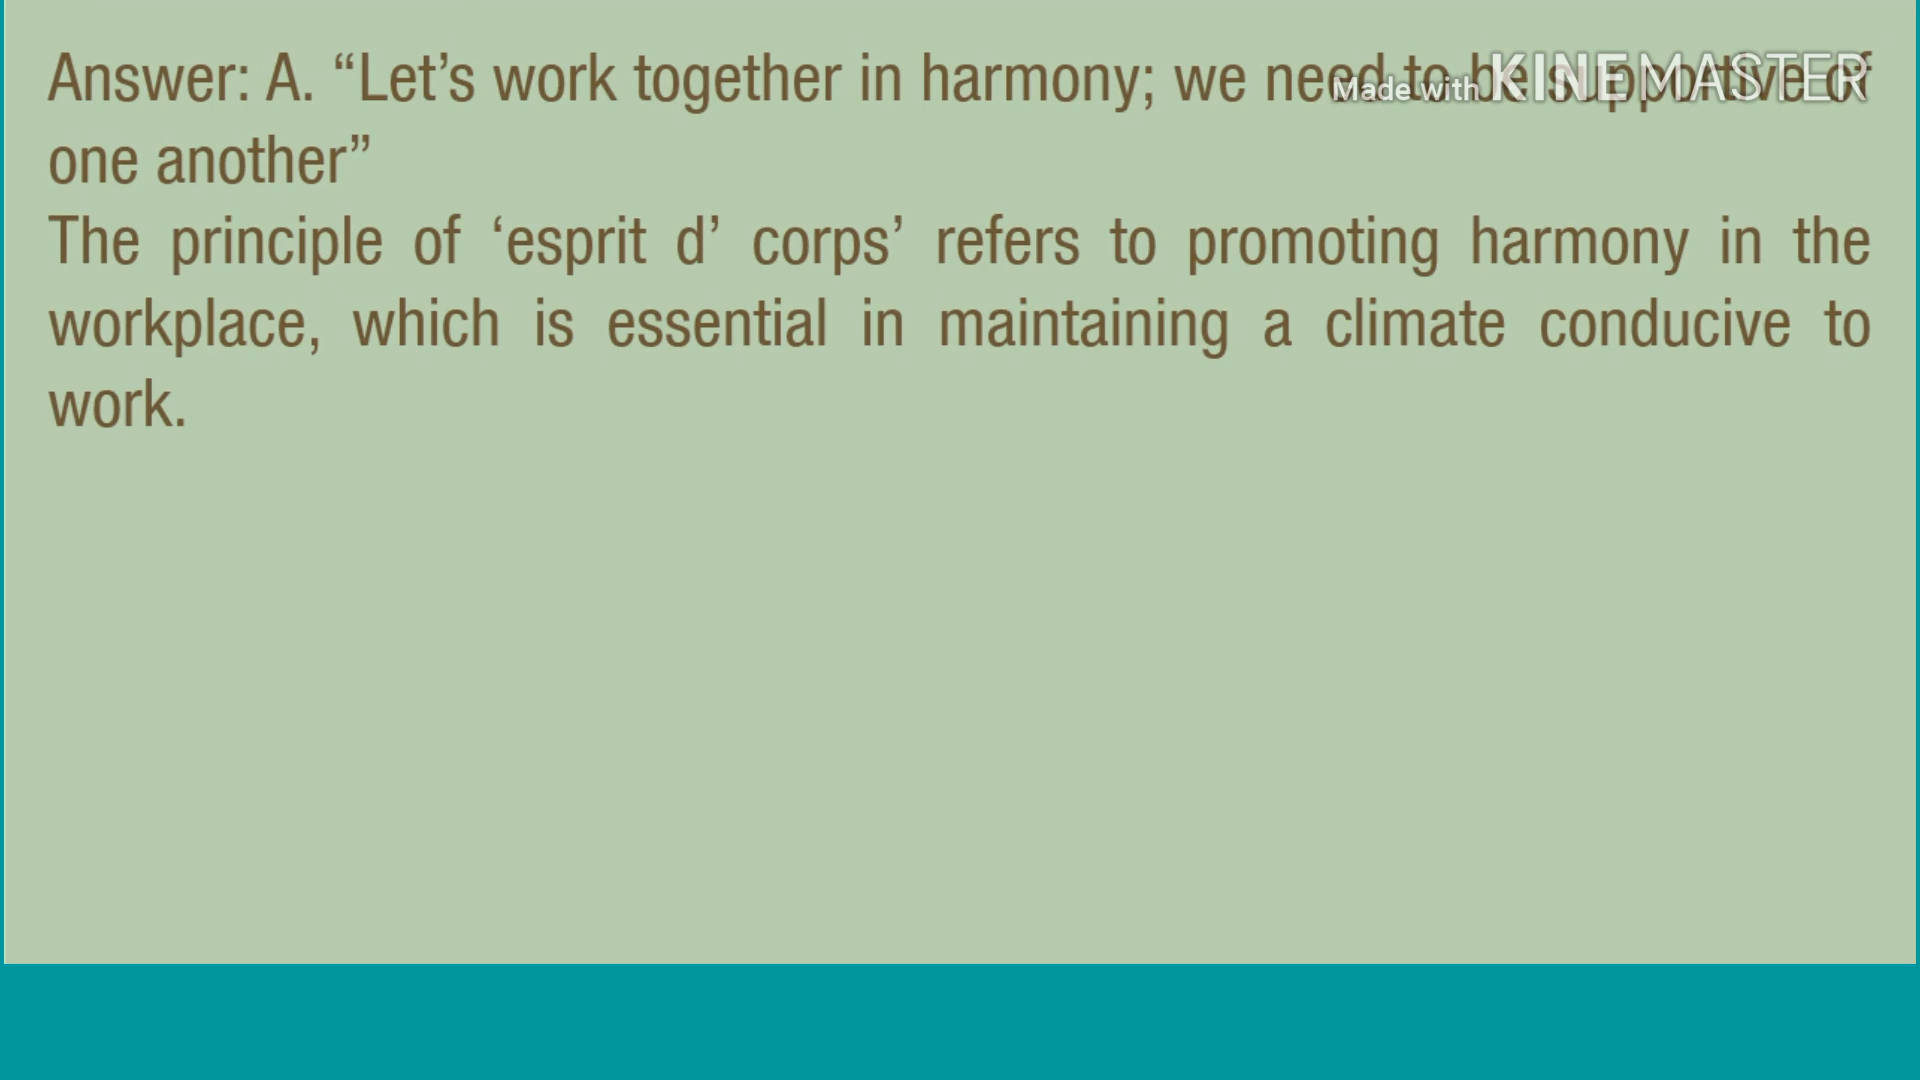 Answer: A. “Let’s work together in harmony; we need to be supportive of
one another”
The principle of ‘esprit d’ corps’ refers to promoting harmony in the
workplace, which is essential in maintaining a climate conducive to
work.
Made with KINEMASTER